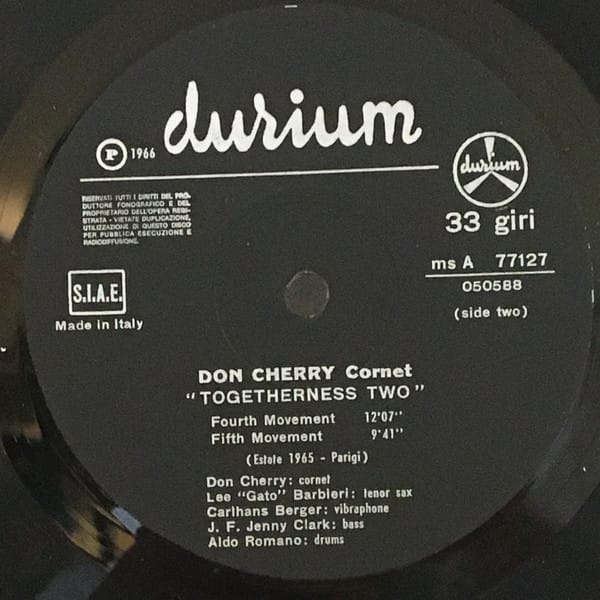 durium
P 1966
durium
33 giri
RISERVATI TUTTI I DIRITTI DEL PRO-
DUTTORE FONOGRAFICO E DEL
PROPRIETARIO DELL'OPERA REGI-
STRATA - VIETATE DUPLICAZIONE,
UTILIZZAZIONE DI QUESTO DISCO
PER PUBBLICA ESECUZIONE E
RADIODIFFUSIONE.
ms A 77127
050588
(side two)
S.I.A.E.
Made in Italy
DON CHERRY Cornet
"TOGETHERNESS TWO"
Fourth Movement 12'07''
Fifth Movement 9'41''
(Estate 1965 - Parigi)
Don Cherry: cornet
Lee "Gato" Barbieri: tenor sax
Carlhans Berger: vibraphone
J. F. Jenny Clark: bass
Aldo Romano: drums